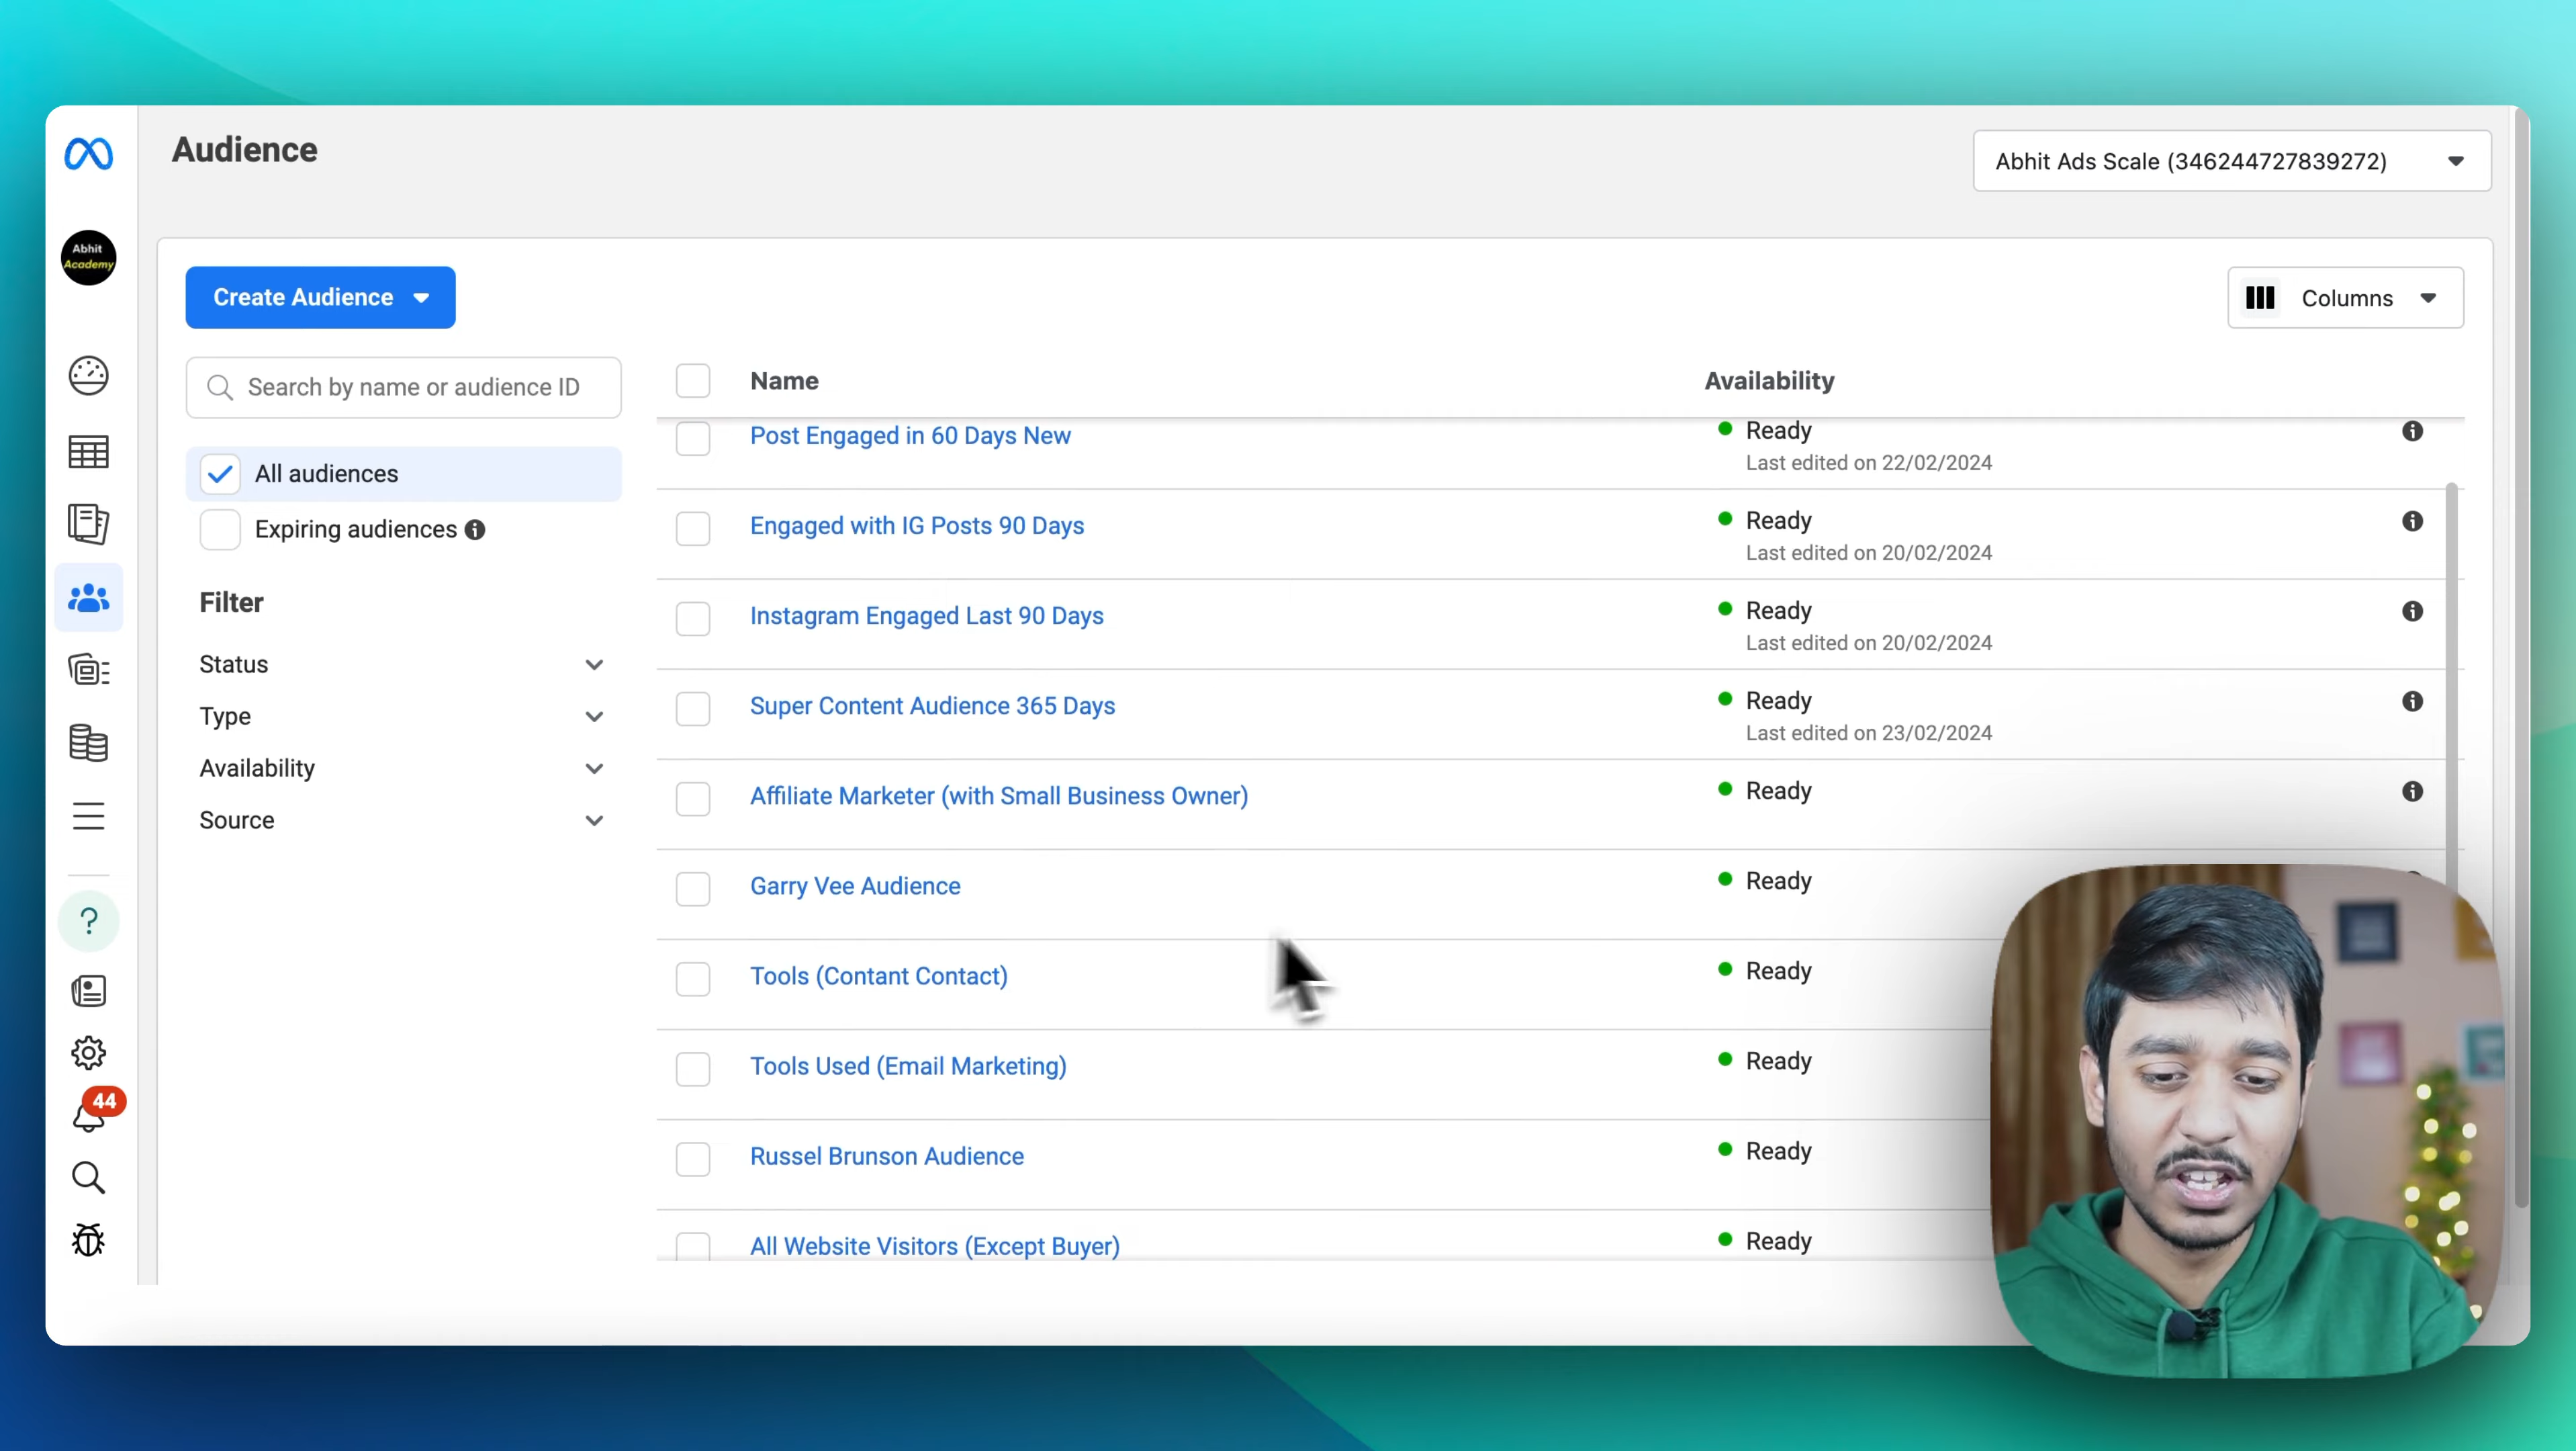 Audience
Abhit Ads Scale (346244727839272)
Abhit
Academy
Create Audience
Columns
Search by name or audience ID
All audiences
Expiring audiences
Filter
Status
Type
Availability
Source
44
Name
Availability
Post Engaged in 60 Days New
Ready
Last edited on 22/02/2024
Engaged with IG Posts 90 Days
Ready
Last edited on 20/02/2024
Instagram Engaged Last 90 Days
Ready
Last edited on 20/02/2024
Super Content Audience 365 Days
Ready
Last edited on 23/02/2024
Affiliate Marketer (with Small Business Owner)
Ready
Garry Vee Audience
Ready
Tools (Contant Contact)
Ready
Tools Used (Email Marketing)
Ready
Russel Brunson Audience
Ready
All Website Visitors (Except Buyer)
Ready